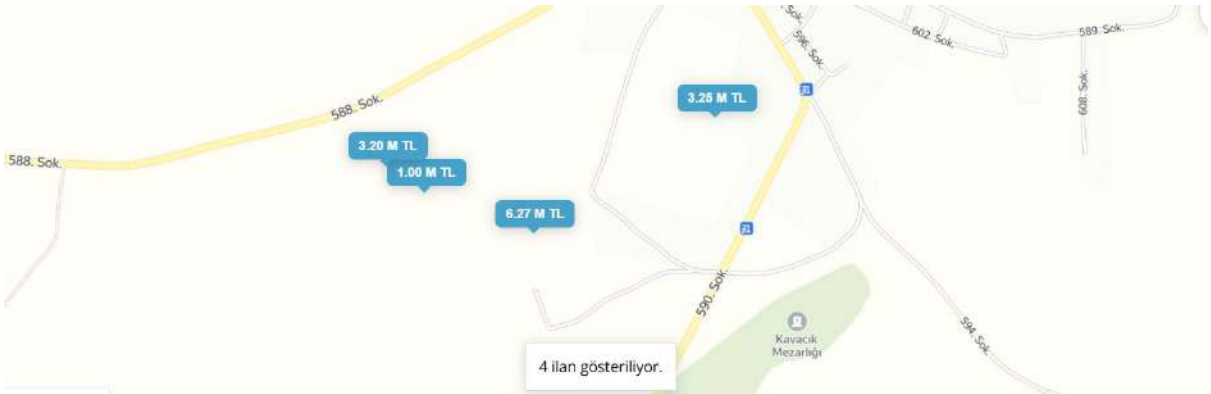 Sok.
596. Sok.
602. Sok.
589. Sok.
608. Sok.
588. Sok.
588. Sok.
3.25 M TL
3.20 M TL
1.00 M TL
6.27 M TL
590. Sok.
594. Sok.
Kavacık
Mezarlığı
4 ilan gösteriliyor.